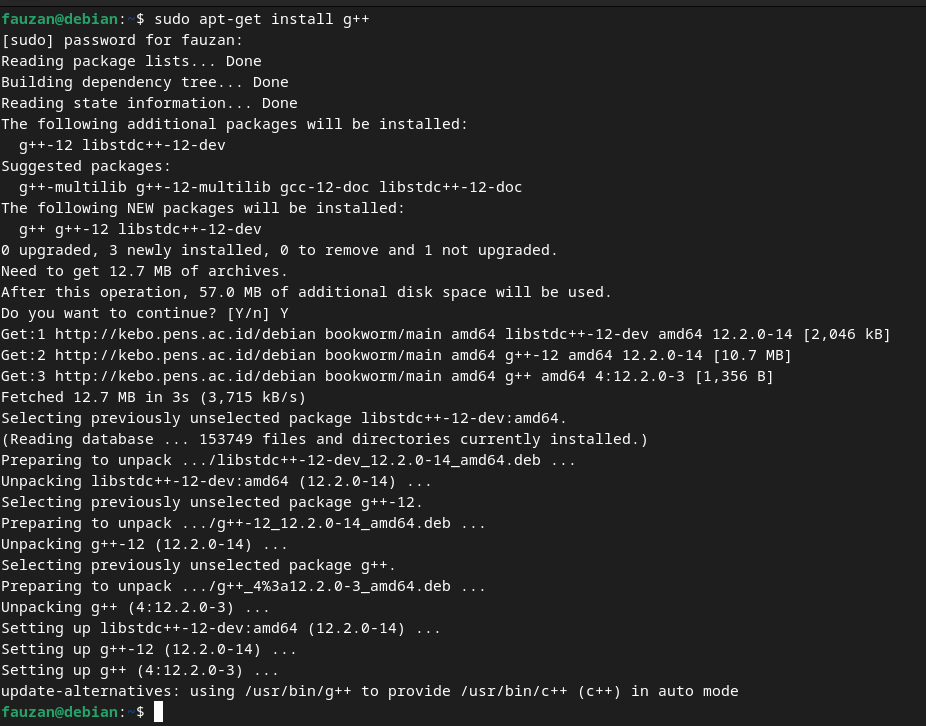 fauzan@debian:~$ sudo apt-get install g++
[sudo] password for fauzan:
Reading package lists... Done
Building dependency tree... Done
Reading state information... Done
The following additional packages will be installed:
  g++-12 libstdc++-12-dev
Suggested packages:
  g++-multilib g++-12-multilib gcc-12-doc libstdc++-12-doc
The following NEW packages will be installed:
  g++ g++-12 libstdc++-12-dev
0 upgraded, 3 newly installed, 0 to remove and 1 not upgraded.
Need to get 12.7 MB of archives.
After this operation, 57.0 MB of additional disk space will be used.
Do you want to continue? [Y/n] Y
Get:1 http://kebo.pens.ac.id/debian bookworm/main amd64 libstdc++-12-dev amd64 12.2.0-14 [2,046 kB]
Get:2 http://kebo.pens.ac.id/debian bookworm/main amd64 g++-12 amd64 12.2.0-14 [10.7 MB]
Get:3 http://kebo.pens.ac.id/debian bookworm/main amd64 g++ amd64 4:12.2.0-3 [1,356 B]
Fetched 12.7 MB in 3s (3,715 kB/s)
Selecting previously unselected package libstdc++-12-dev:amd64.
(Reading database ... 153749 files and directories currently installed.)
Preparing to unpack .../libstdc++-12-dev_12.2.0-14_amd64.deb ...
Unpacking libstdc++-12-dev:amd64 (12.2.0-14) ...
Selecting previously unselected package g++-12.
Preparing to unpack .../g++-12_12.2.0-14_amd64.deb ...
Unpacking g++-12 (12.2.0-14) ...
Selecting previously unselected package g++.
Preparing to unpack .../g++_4%3a12.2.0-3_amd64.deb ...
Unpacking g++ (4:12.2.0-3) ...
Setting up libstdc++-12-dev:amd64 (12.2.0-14) ...
Setting up g++-12 (12.2.0-14) ...
Setting up g++ (4:12.2.0-3) ...
update-alternatives: using /usr/bin/g++ to provide /usr/bin/c++ (c++) in auto mode
fauzan@debian:~$